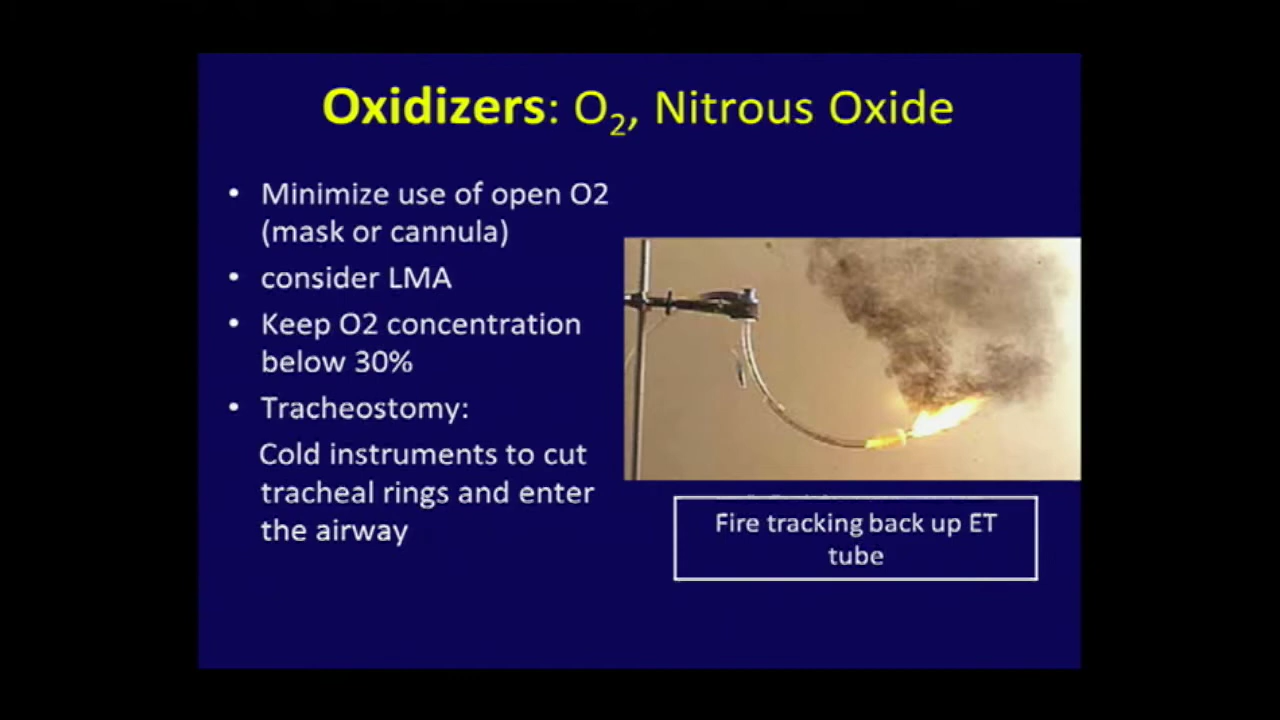 Oxidizers: O₂, Nitrous Oxide
• Minimize use of open O2
(mask or cannula)
• consider LMA
• Keep O2 concentration
below 30%
• Tracheostomy:
Cold instruments to cut
tracheal rings and enter
the airway
Fire tracking back up ET
tube